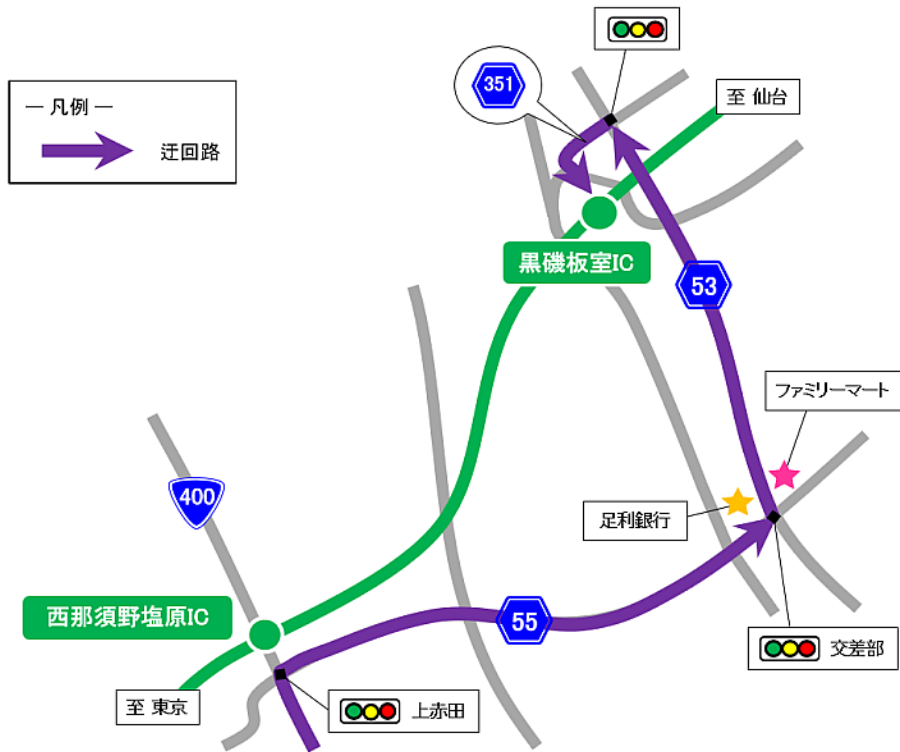 351
至 仙台
― 凡例 ―
迂回路
黒磯板室IC
53
ファミリーマート
400
足利銀行
西那須野塩原IC
55
交差部
至 東京
上赤田